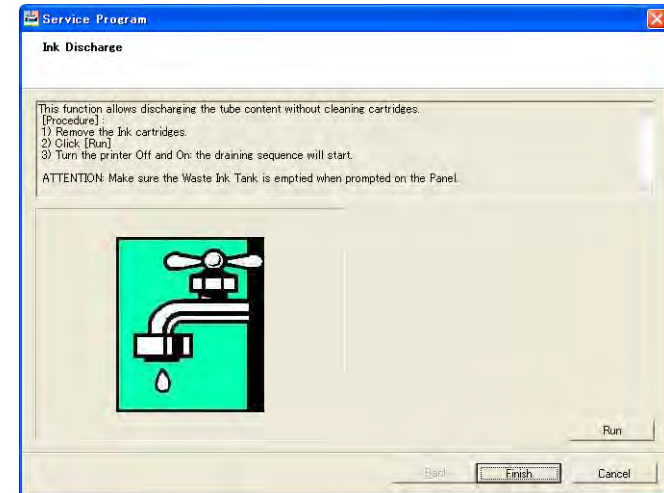 Service Program
Ink Discharge
This function allows discharging the tube content without cleaning cartridges.
[Procedure] :
1) Remove the Ink cartridges.
2) Click [Run]
3) Turn the printer Off and On: the draining sequence will start.
ATTENTION: Make sure the Waste Ink Tank is emptied when prompted on the Panel.
Run
Back Finish Cancel